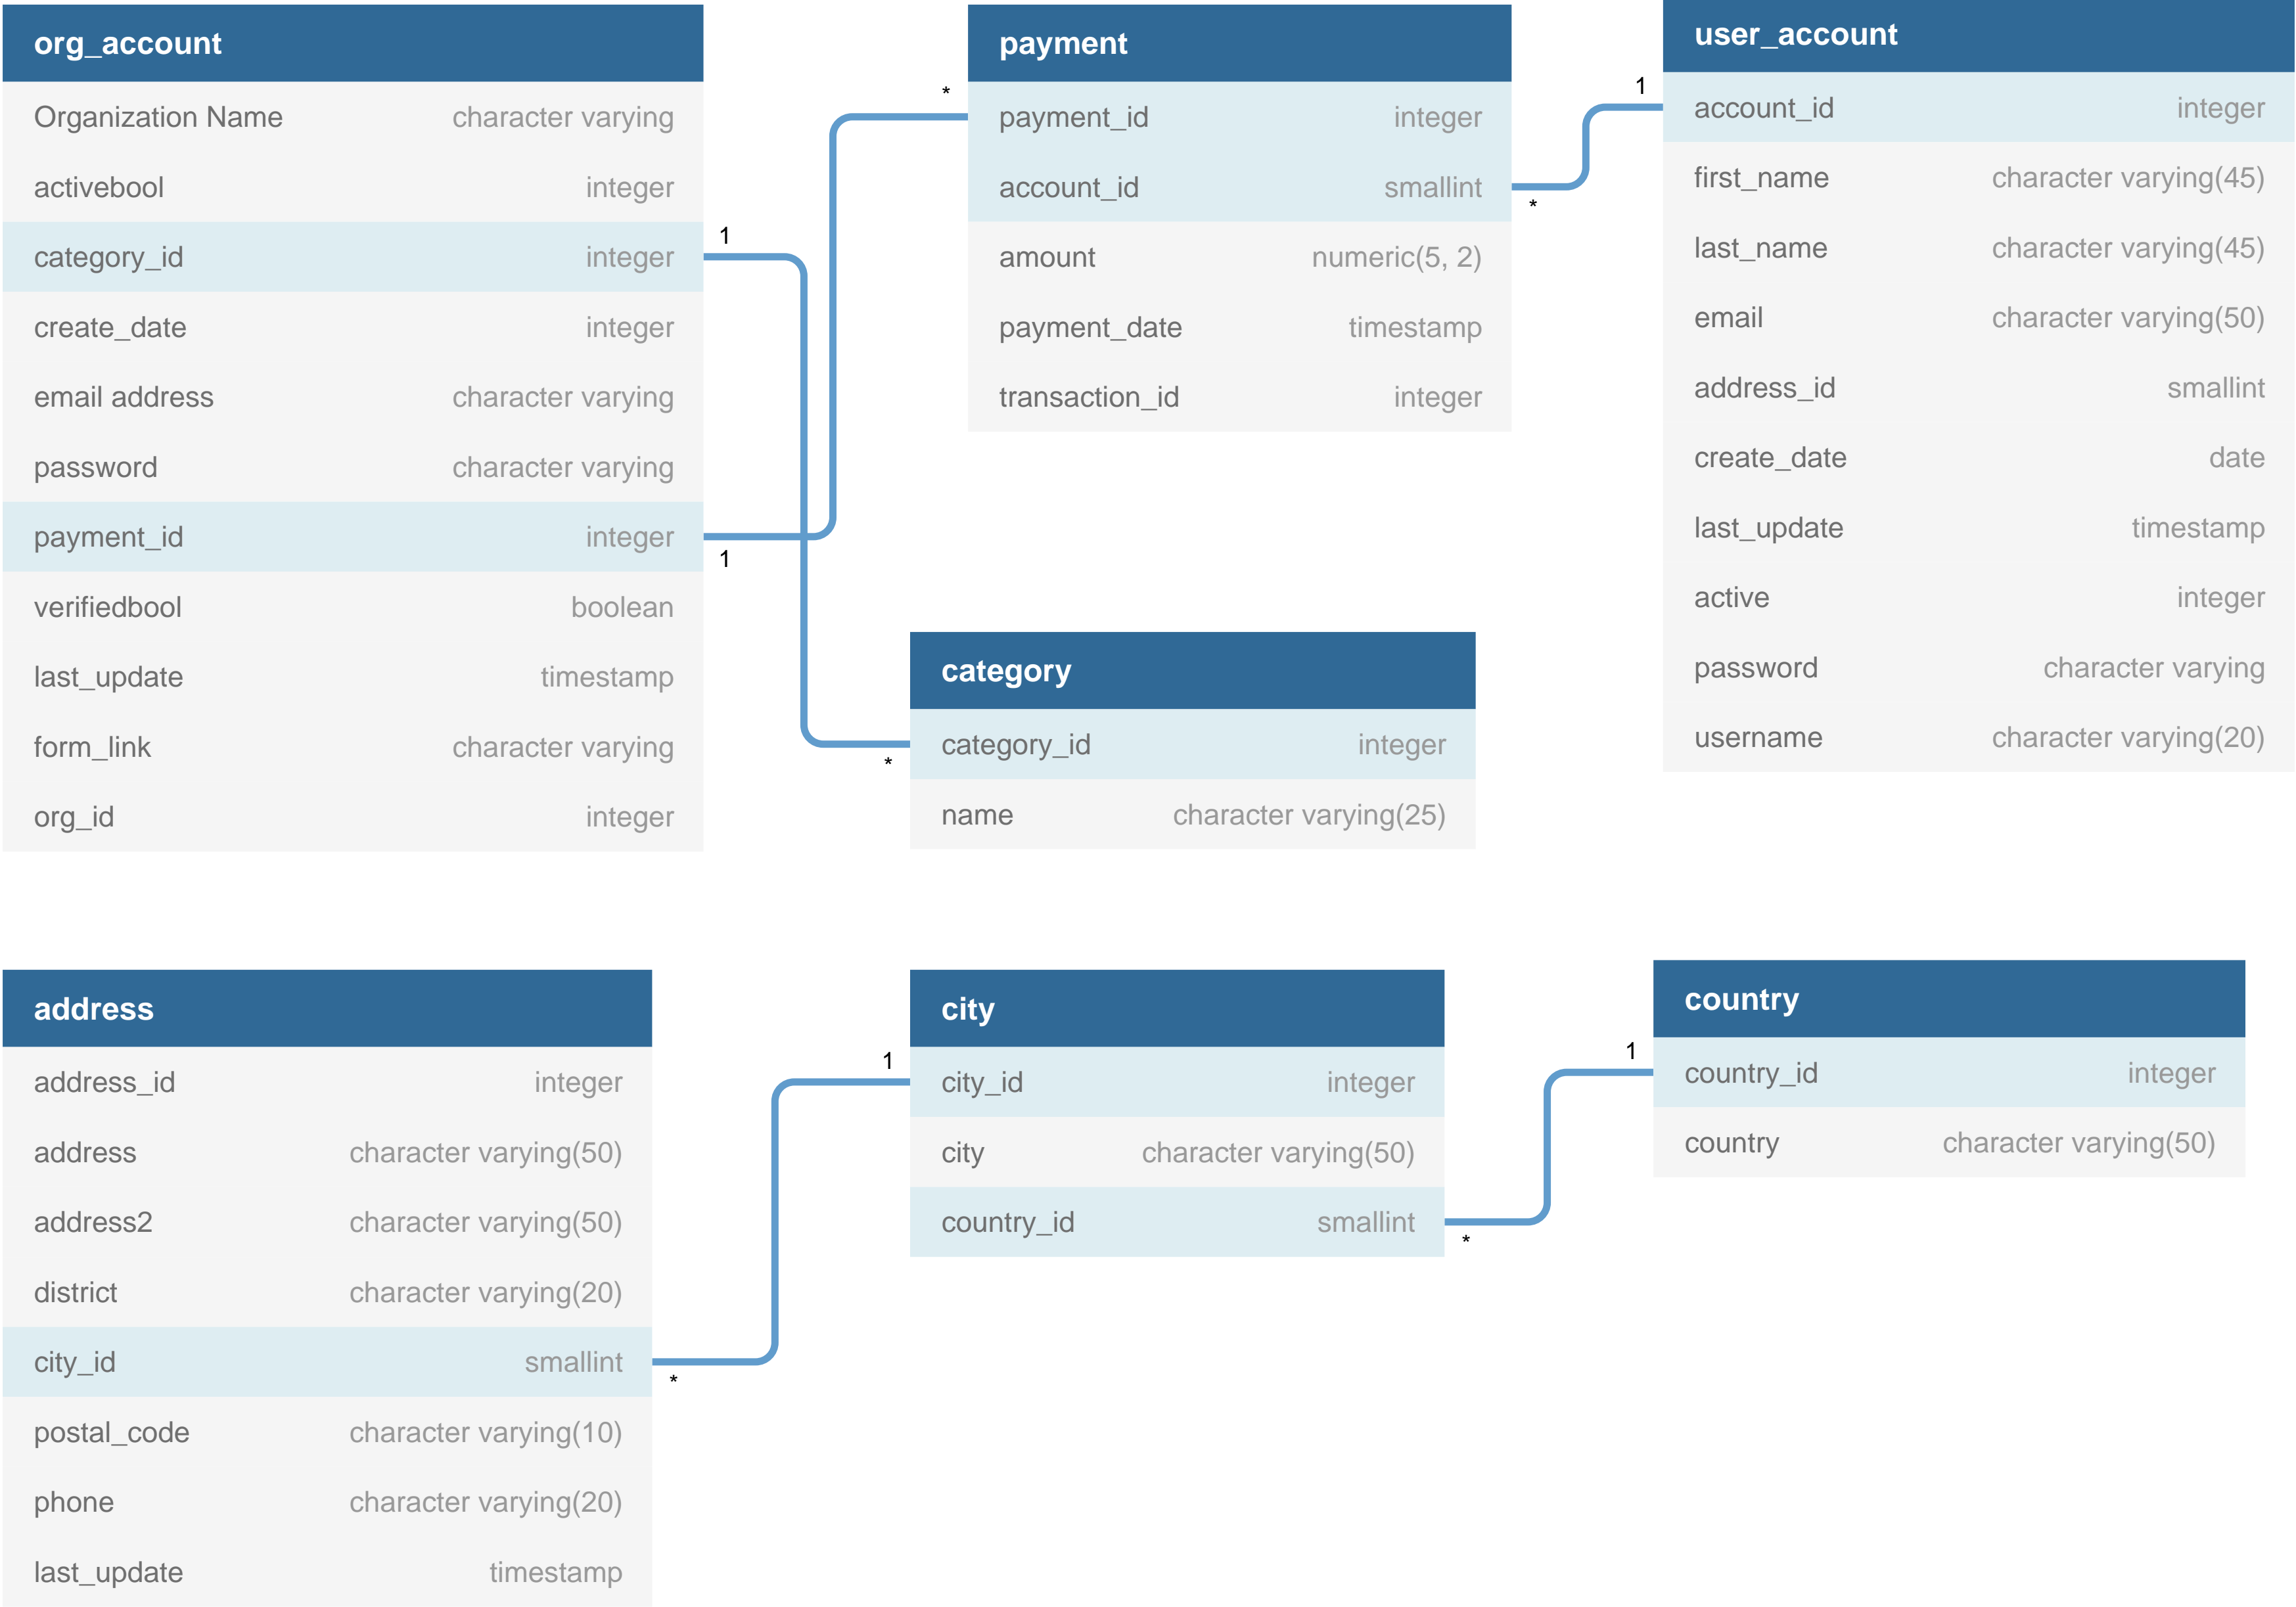 org_account
Organization Name character varying
activebool integer
category_id integer
create_date integer
email address character varying
password character varying
payment_id integer
verifiedbool boolean
last_update timestamp
form_link character varying
org_id integer
1
1
payment
*
payment_id integer
account_id smallint
*
amount numeric(5, 2)
payment_date timestamp
transaction_id integer
user_account
1
account_id integer
first_name character varying(45)
last_name character varying(45)
email character varying(50)
address_id smallint
create_date date
last_update timestamp
active integer
password character varying
username character varying(20)
category
category_id integer
*
name character varying(25)
address
address_id integer
address character varying(50)
address2 character varying(50)
district character varying(20)
city_id smallint
*
postal_code character varying(10)
phone character varying(20)
last_update timestamp
city
1
city_id integer
city character varying(50)
country_id smallint
*
country
1
country_id integer
country character varying(50)